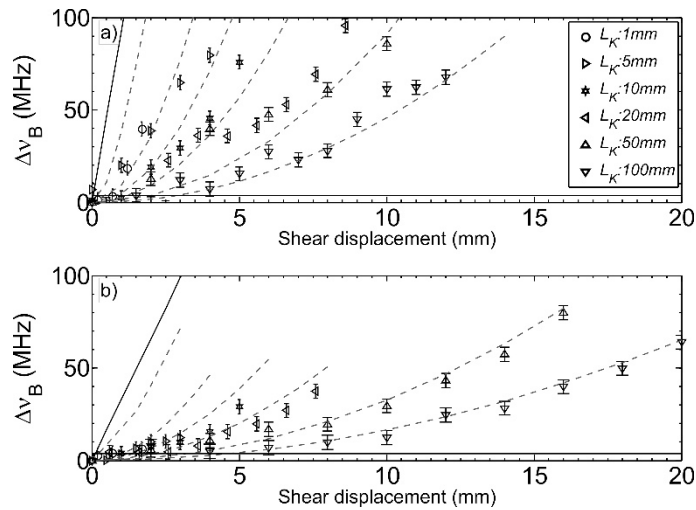 a)
100
50
0
Δν_B (MHz)
0 5 10 15 20
Shear displacement (mm)
L_K:1mm
L_K:5mm
L_K:10mm
L_K:20mm
L_K:50mm
L_K:100mm
b)
100
50
0
Δν_B (MHz)
0 5 10 15 20
Shear displacement (mm)